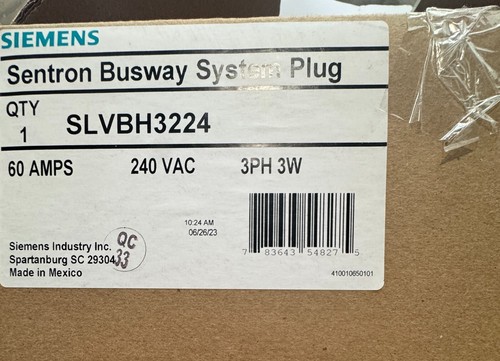 SIEMENS
Sentron Busway System Plug
QTY
1 SLVBH3224
60 AMPS 240 VAC 3PH 3W
10:24 AM
06/26/23
Siemens Industry Inc.
Spartanburg SC 29304
Made in Mexico
QC
33
7 83643 54827 5
410010650101